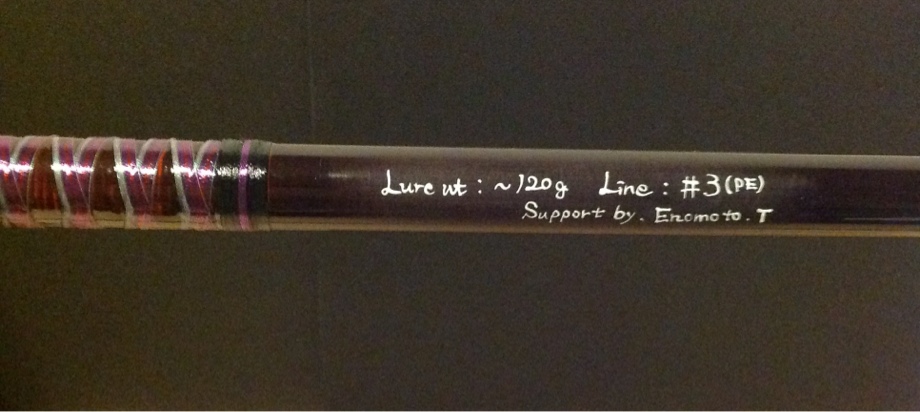 Lure wt : ~120g Line : #3 (PE)
Support by. Enomoto. T